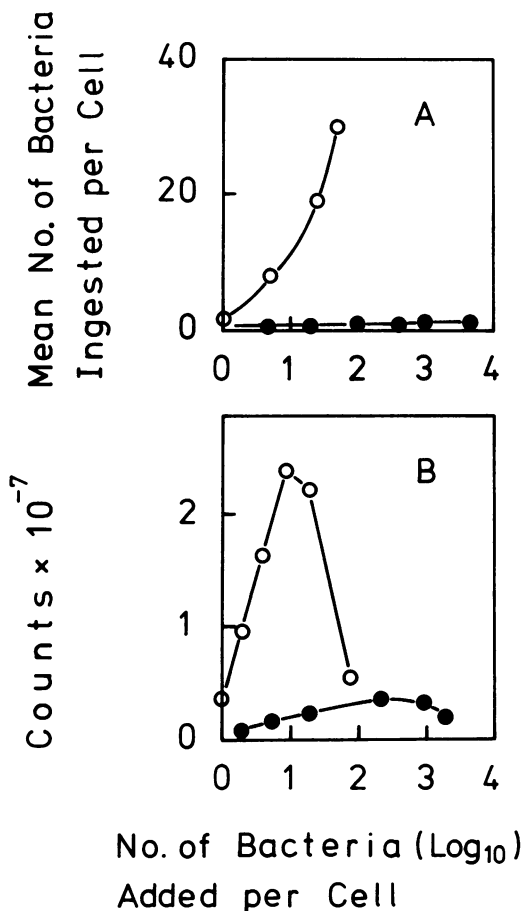 Mean No. of Bacteria
Ingested per Cell
40
20
0
A
0 1 2 3 4
Counts × 10⁻⁷
2
1
0
B
0 1 2 3 4
No. of Bacteria (Log₁₀)
Added per Cell